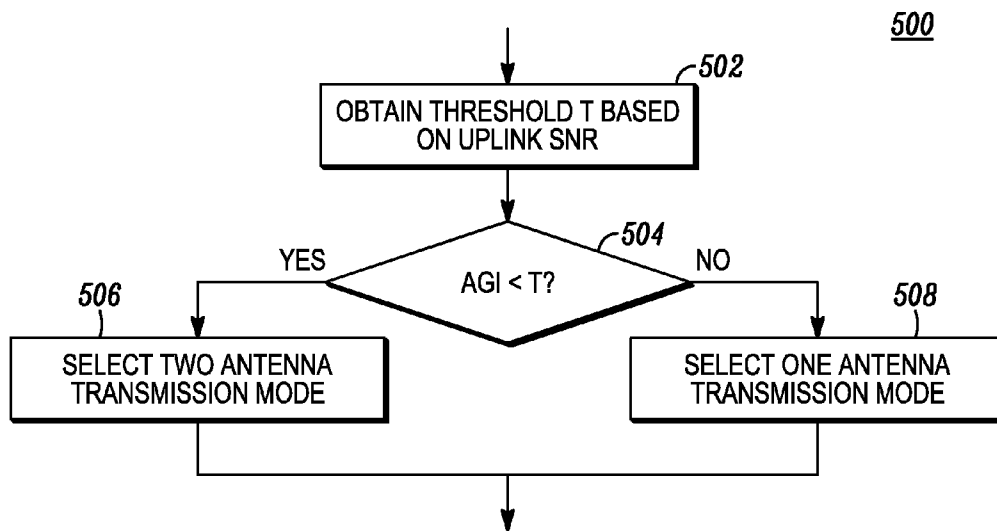 500
502
OBTAIN THRESHOLD T BASED
ON UPLINK SNR
504
YES
AGI < T?
NO
506
508
SELECT TWO ANTENNA
TRANSMISSION MODE
SELECT ONE ANTENNA
TRANSMISSION MODE